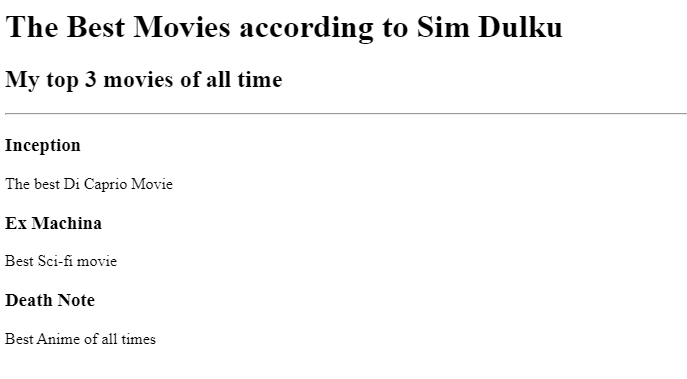 The Best Movies according to Sim Dulku
My top 3 movies of all time
Inception
The best Di Caprio Movie
Ex Machina
Best Sci-fi movie
Death Note
Best Anime of all times